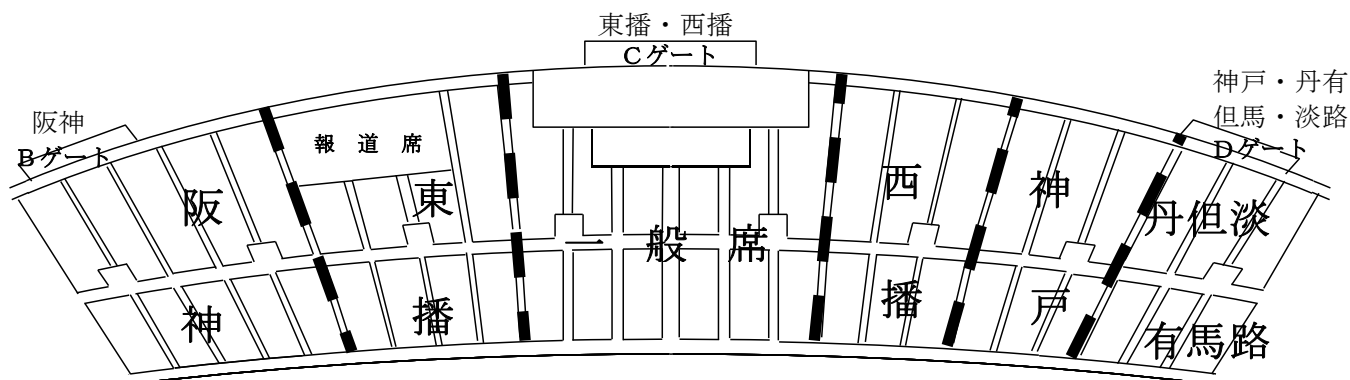 東播・西播
Cゲート
神戸・丹有
但馬・淡路
Dゲート
阪神
Bゲート
報道席
阪神
東播
一般席
西播
神戸
丹但淡
有馬路